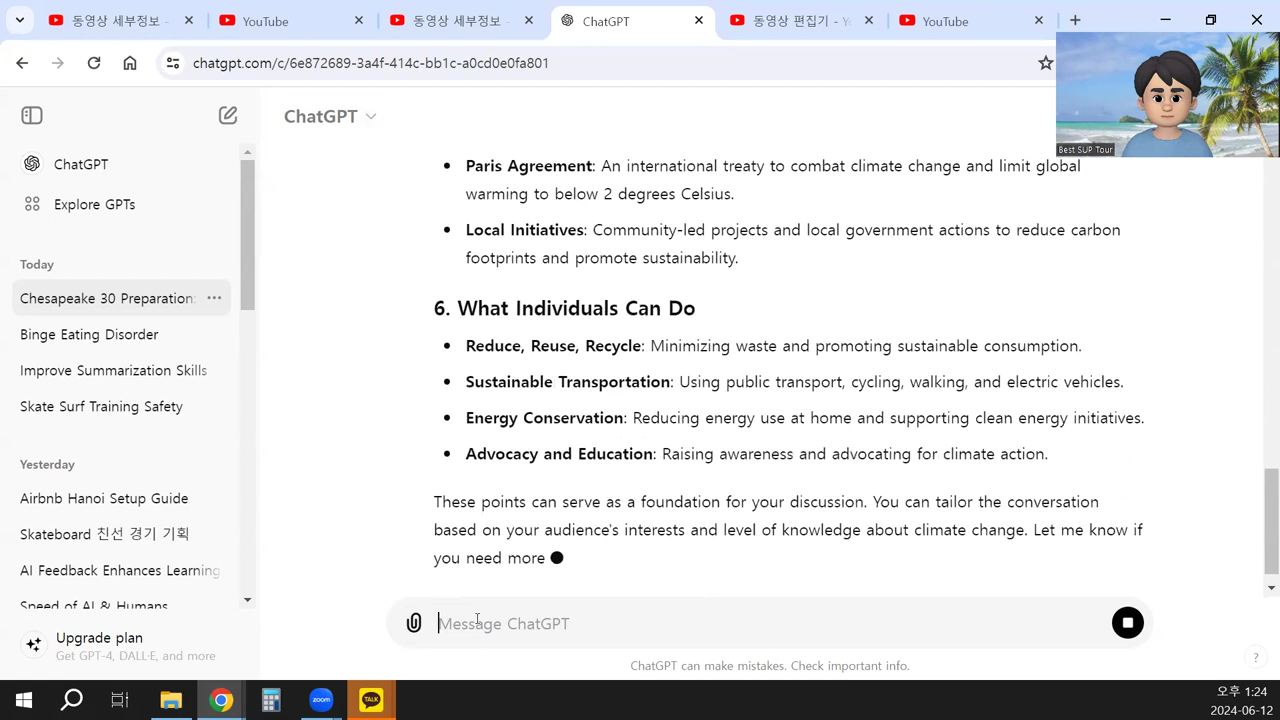 동영상 세부정보 -
YouTube
동영상 세부정보 -
ChatGPT
동영상 편집기 - Y
YouTube
chatgpt.com/c/6e872689-3a4f-414c-bb1c-a0cd0e0fa801
Best SUP Tour
ChatGPT
Explore GPTs
Today
Chesapeake 30 Preparation:
Binge Eating Disorder
Improve Summarization Skills
Skate Surf Training Safety
Yesterday
Airbnb Hanoi Setup Guide
Skateboard 친선 경기 기획
AI Feedback Enhances Learning
Speed of AI & Humans
Upgrade plan
Get GPT-4, DALL·E, and more
ChatGPT
• Paris Agreement: An international treaty to combat climate change and limit global
warming to below 2 degrees Celsius.
• Local Initiatives: Community-led projects and local government actions to reduce carbon
footprints and promote sustainability.
6. What Individuals Can Do
• Reduce, Reuse, Recycle: Minimizing waste and promoting sustainable consumption.
• Sustainable Transportation: Using public transport, cycling, walking, and electric vehicles.
• Energy Conservation: Reducing energy use at home and supporting clean energy initiatives.
• Advocacy and Education: Raising awareness and advocating for climate action.
These points can serve as a foundation for your discussion. You can tailor the conversation
based on your audience's interests and level of knowledge about climate change. Let me know if
you need more
Message ChatGPT
ChatGPT can make mistakes. Check important info.
?
zoom
TALK
오후 1:24
2024-06-12